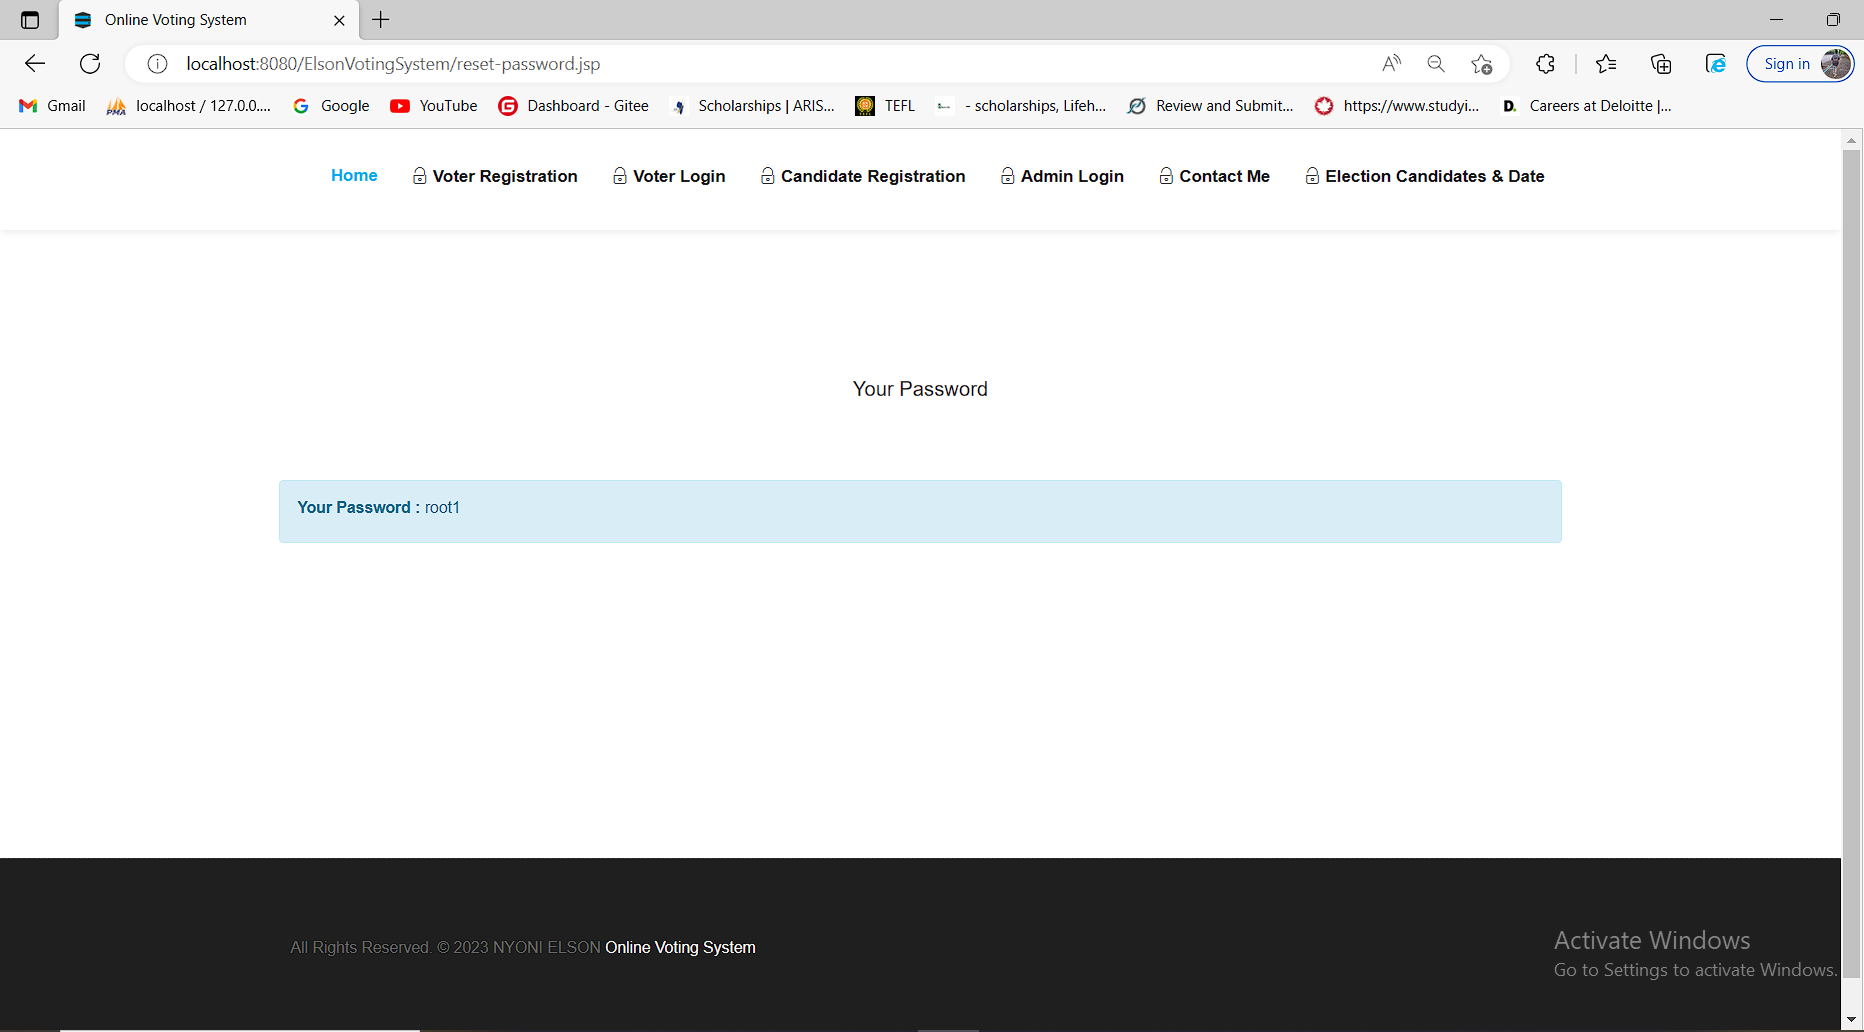 Online Voting System
localhost:8080/ElsonVotingSystem/reset-password.jsp
Sign in
Gmail localhost / 127.0.0.... Google YouTube Dashboard - Gitee Scholarships | ARIS... TEFL - scholarships, Lifeh... Review and Submit... https://www.studyi... Careers at Deloitte |...
Home Voter Registration Voter Login Candidate Registration Admin Login Contact Me Election Candidates & Date
Your Password
Your Password : root1
All Rights Reserved. © 2023 NYONI ELSON Online Voting System
Activate Windows
Go to Settings to activate Windows.